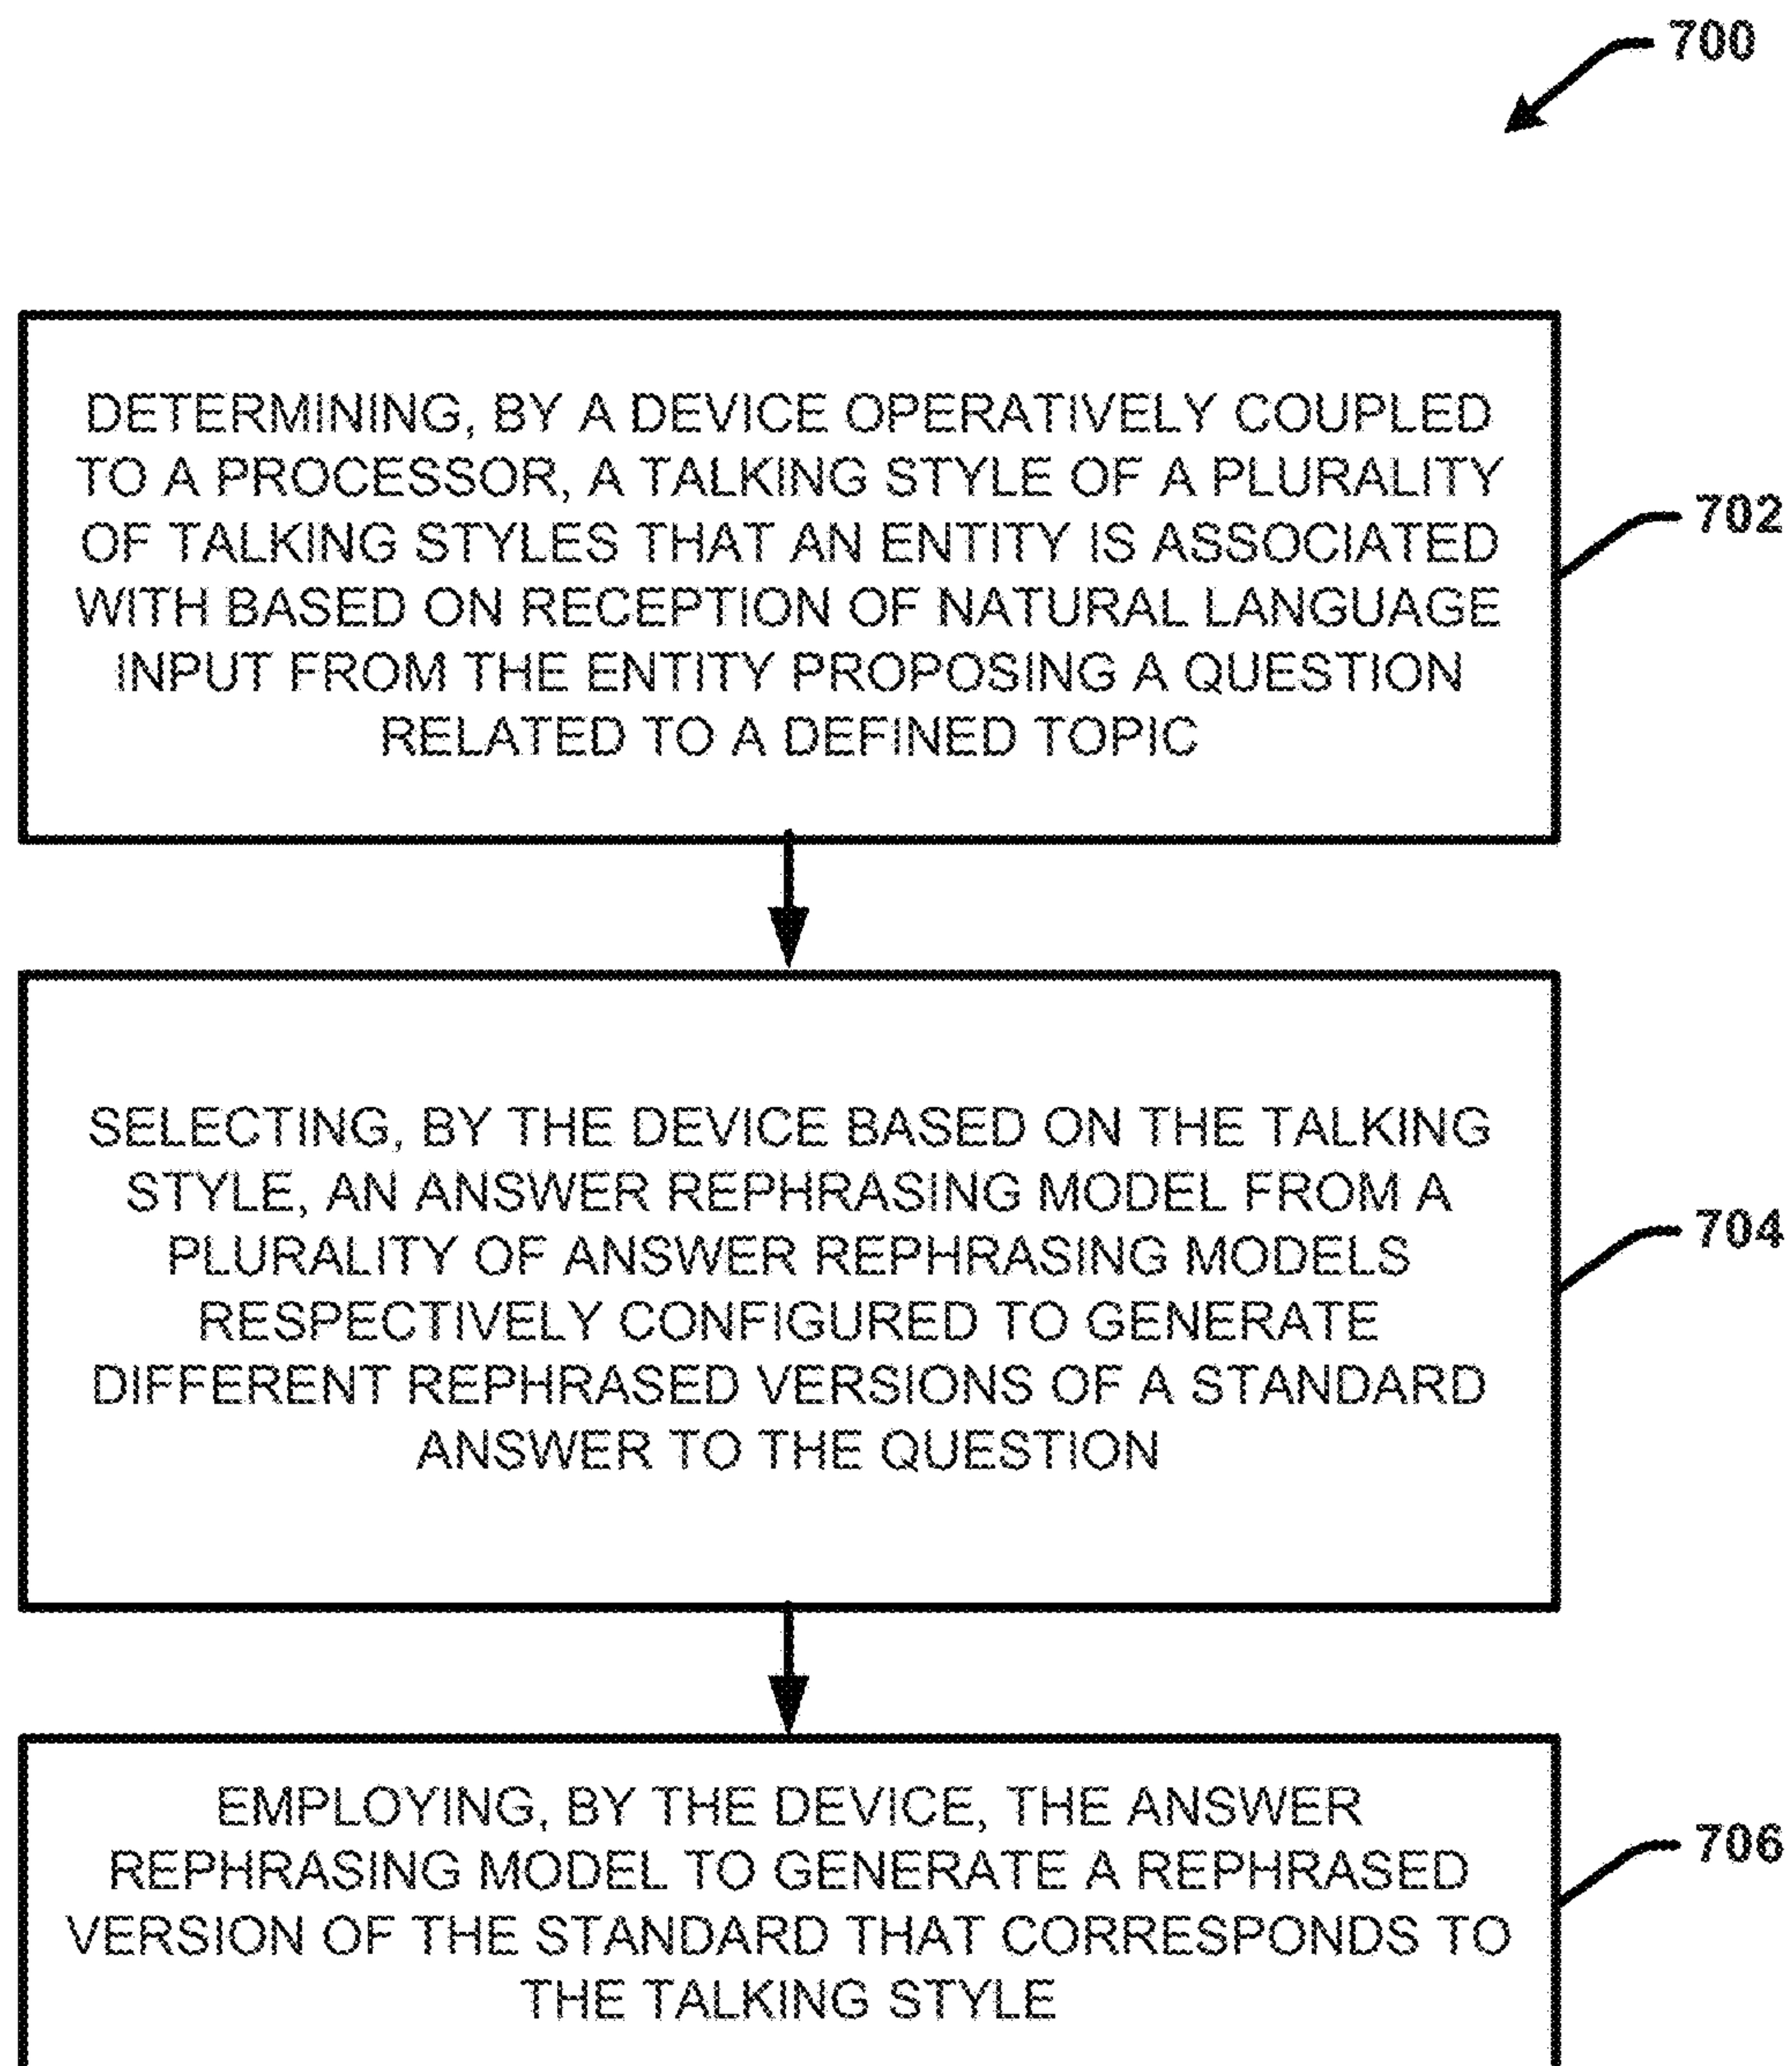 700
DETERMINING, BY A DEVICE OPERATIVELY COUPLED
TO A PROCESSOR, A TALKING STYLE OF A PLURALITY
OF TALKING STYLES THAT AN ENTITY IS ASSOCIATED
WITH BASED ON RECEPTION OF NATURAL LANGUAGE
INPUT FROM THE ENTITY PROPOSING A QUESTION
RELATED TO A DEFINED TOPIC
702
SELECTING, BY THE DEVICE BASED ON THE TALKING
STYLE, AN ANSWER REPHRASING MODEL FROM A
PLURALITY OF ANSWER REPHRASING MODELS
RESPECTIVELY CONFIGURED TO GENERATE
DIFFERENT REPHRASED VERSIONS OF A STANDARD
ANSWER TO THE QUESTION
704
EMPLOYING, BY THE DEVICE, THE ANSWER
REPHRASING MODEL TO GENERATE A REPHRASED
VERSION OF THE STANDARD THAT CORRESPONDS TO
THE TALKING STYLE
706